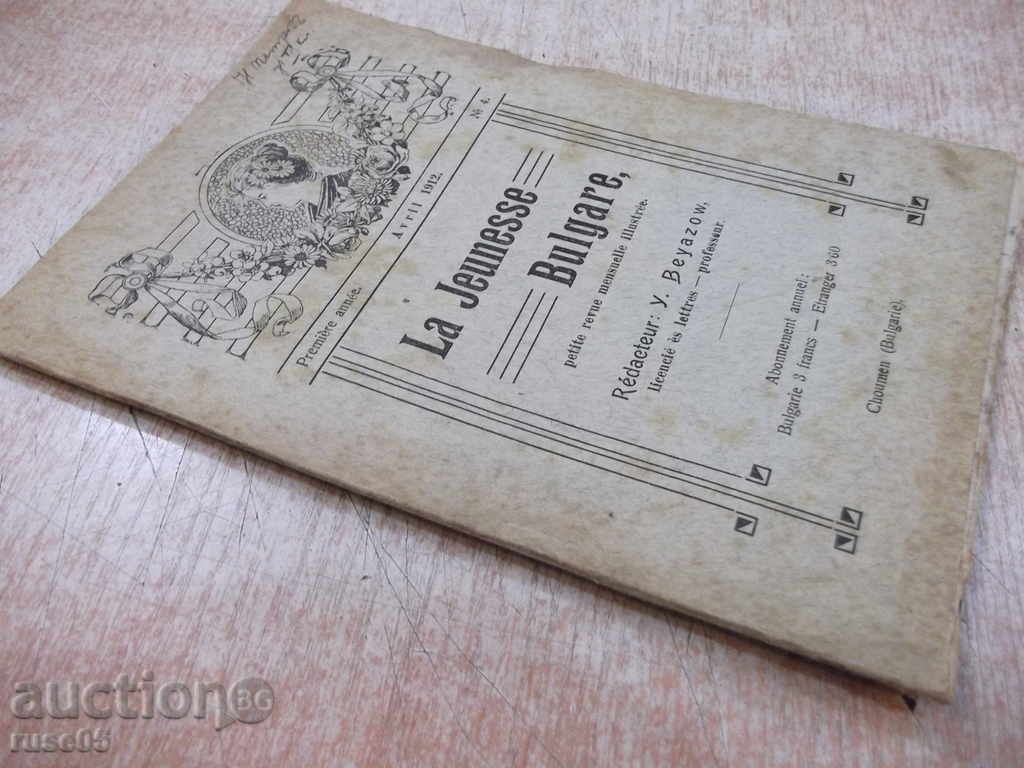 Première année. Avril 1912. № 4.
La Jeunesse
Bulgare,
petite revue mensuelle illustrée.
Rédacteur: Y. Beyazow,
licencié ès lettres — professeur.
Abonnement annuel:
Bulgarie 3 francs — Etranger 3·60
Choumen (Bulgarie).
auction BG
ruse05